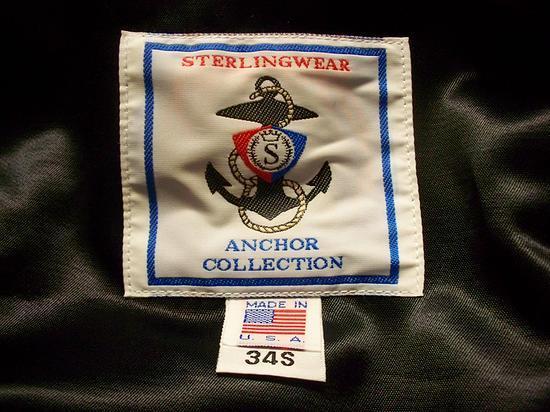 STERLINGWEAR
S
ANCHOR
COLLECTION
MADE IN
U. S. A.
34S